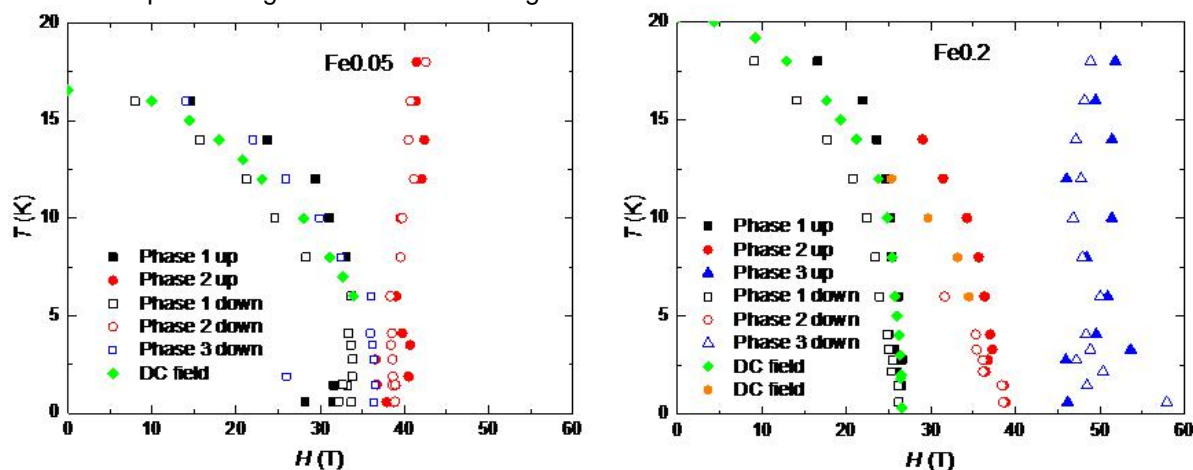 20
15
10
5
0
T (K)
Fe0.05
Phase 1 up
Phase 2 up
Phase 1 down
Phase 2 down
Phase 3 down
DC field
0 10 20 30 40 50 60
H (T)
20
15
10
5
0
T (K)
Fe0.2
Phase 1 up
Phase 2 up
Phase 3 up
Phase 1 down
Phase 2 down
Phase 3 down
DC field
DC field
0 10 20 30 40 50 60
H (T)